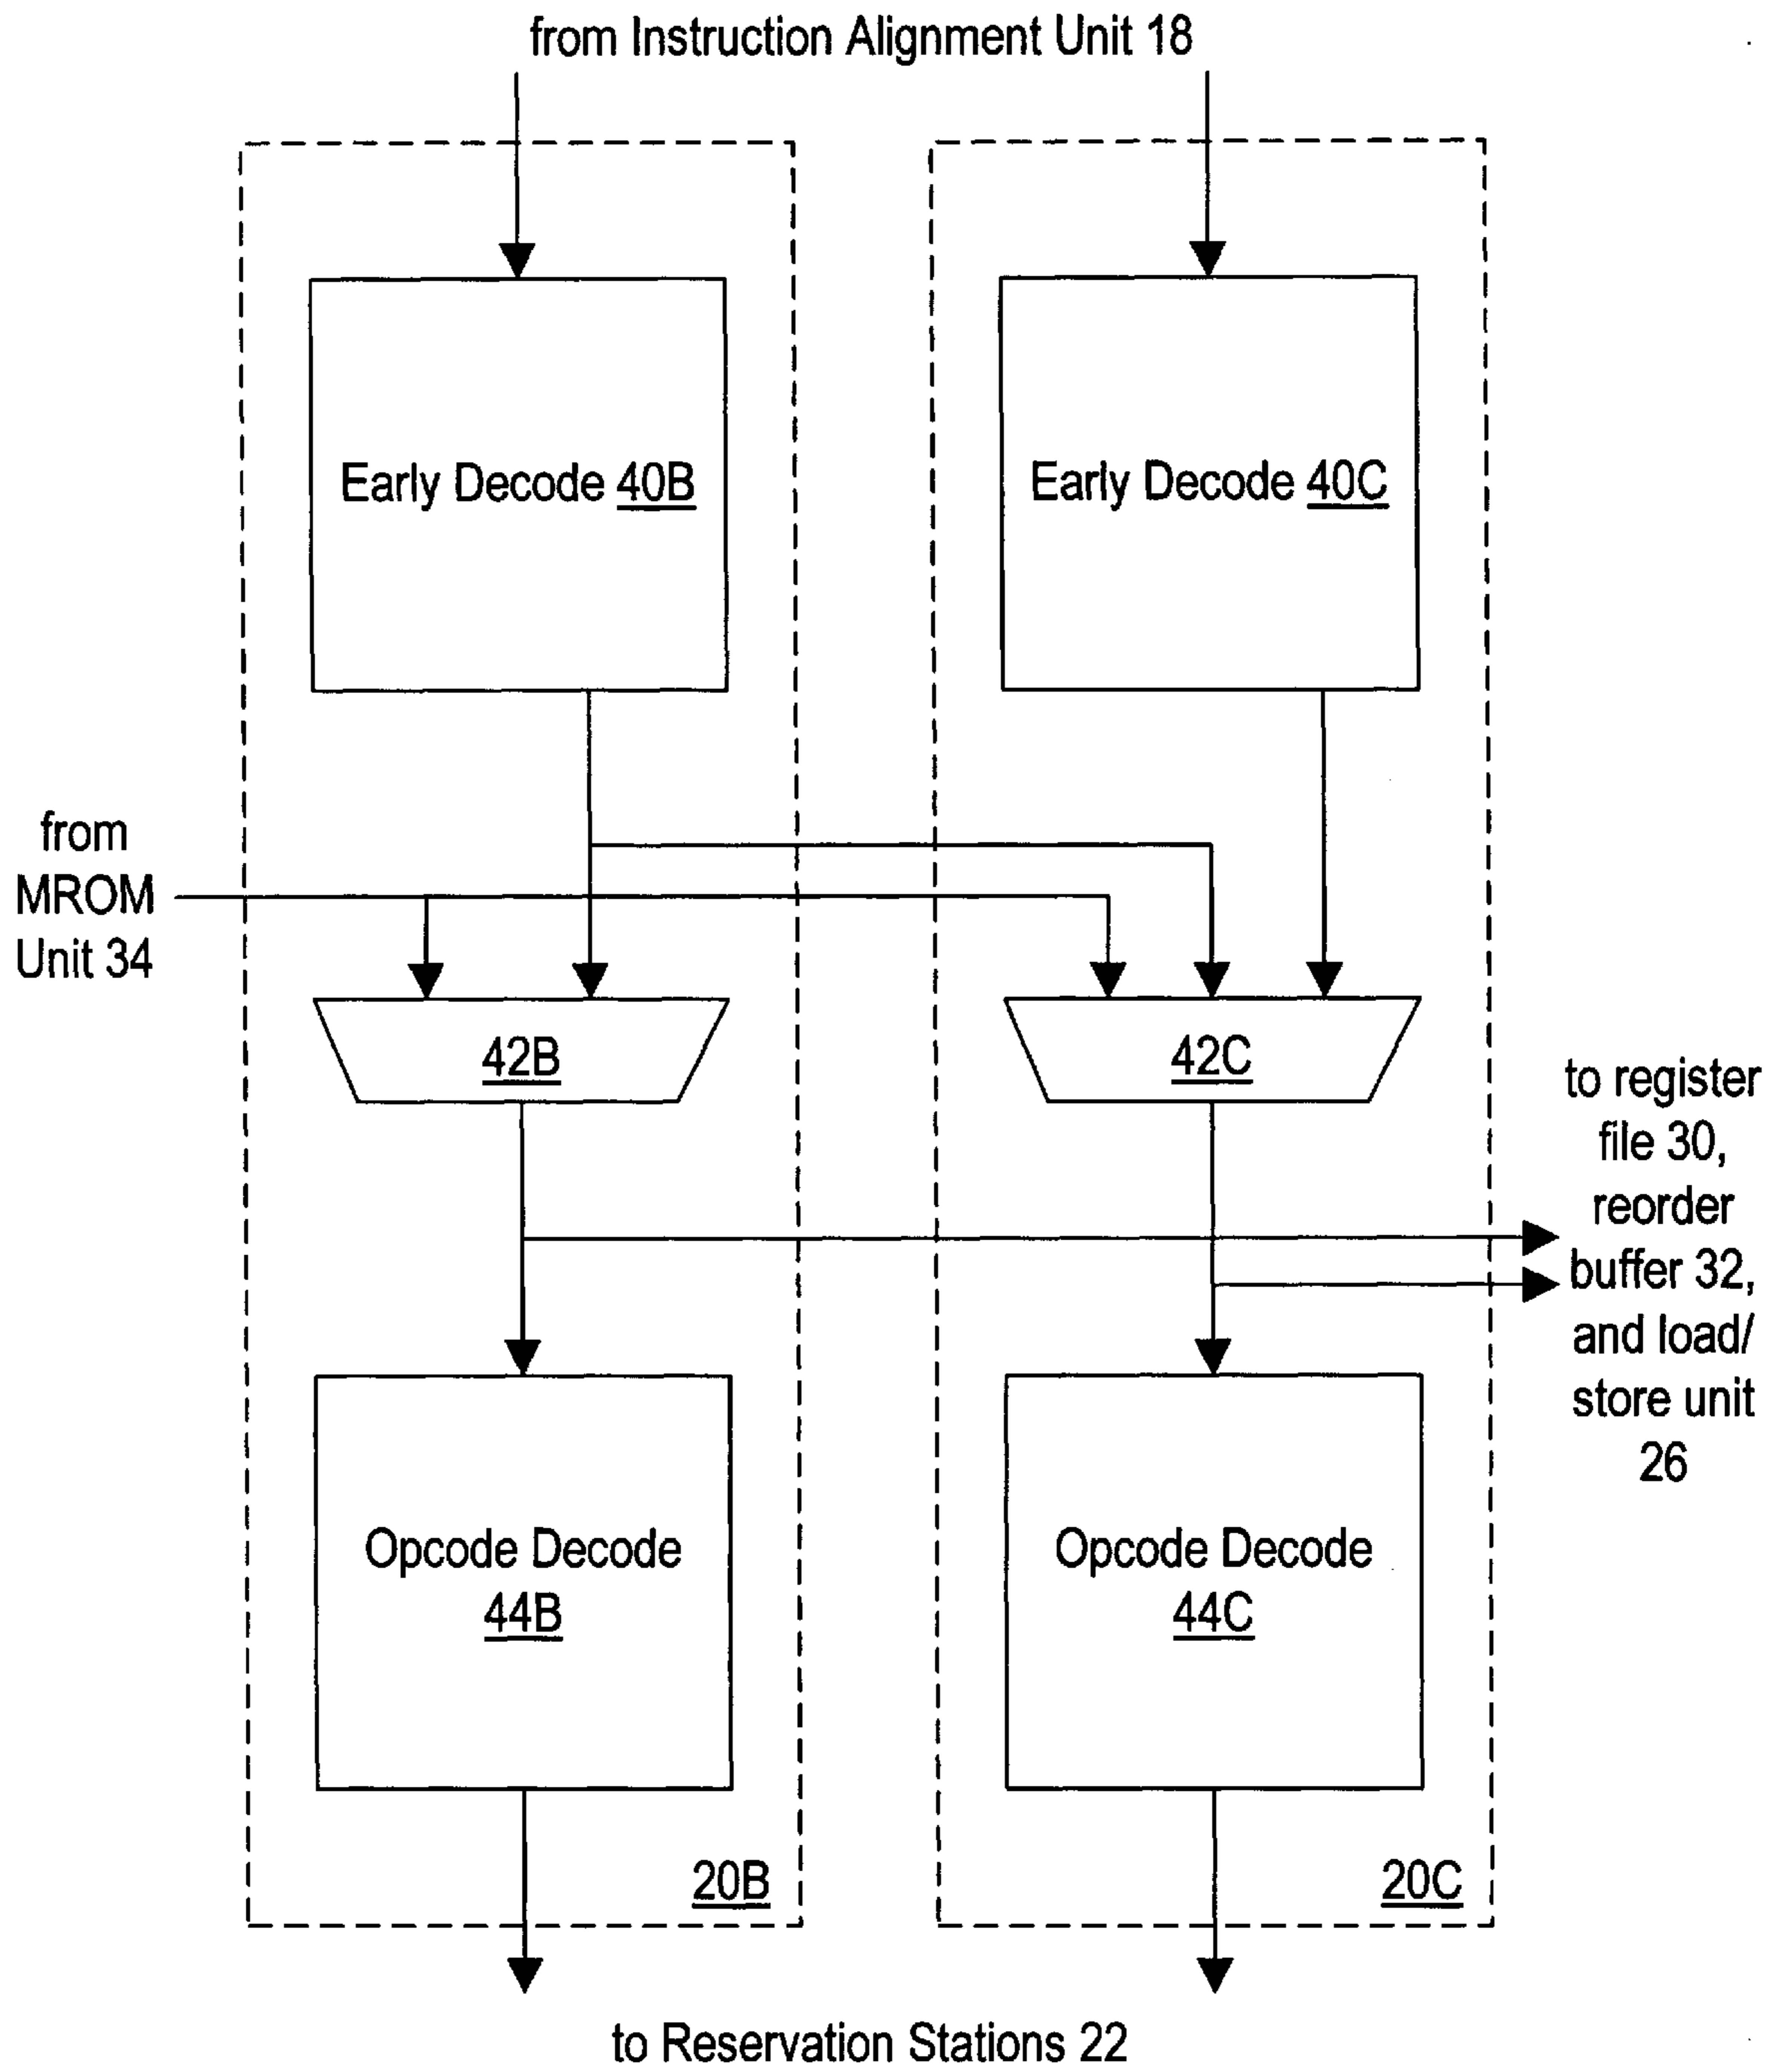 from Instruction Alignment Unit 18
Early Decode 40B
Early Decode 40C
from
MROM
Unit 34
42B
42C
to register
file 30,
reorder
buffer 32,
and load/
store unit
26
Opcode Decode
44B
Opcode Decode
44C
20B
20C
to Reservation Stations 22